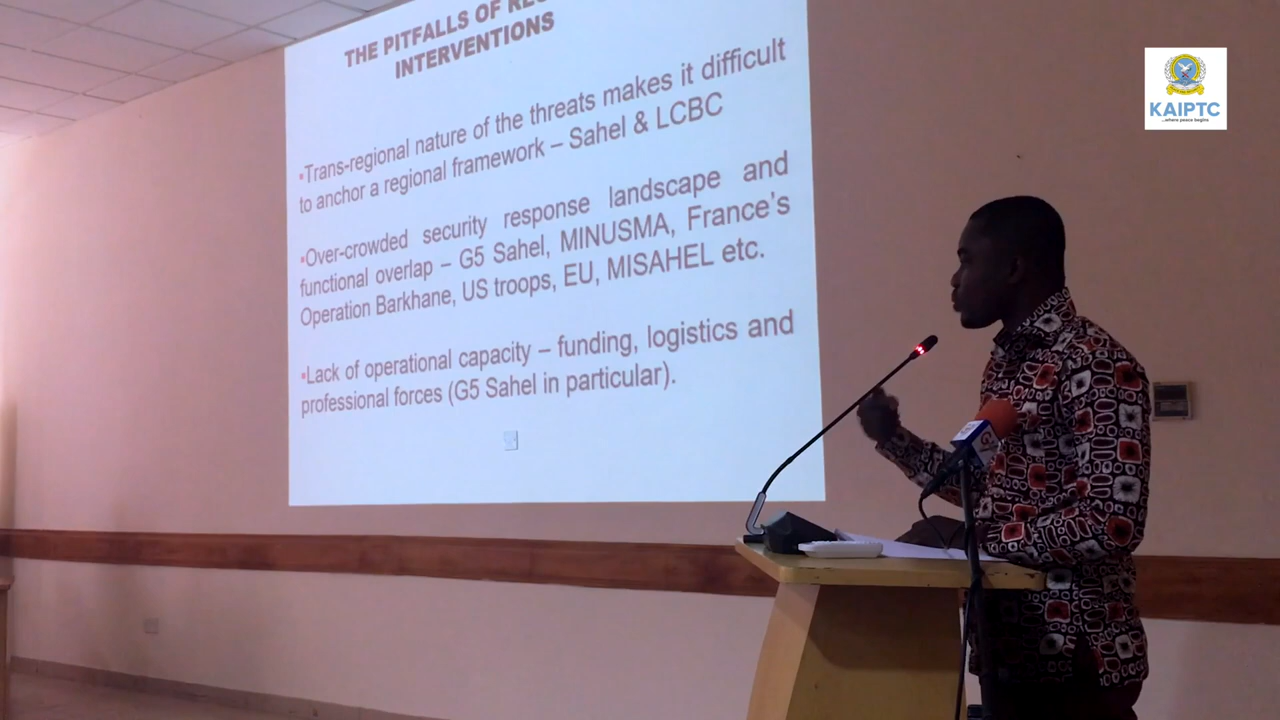 THE PITFALLS OF
INTERVENTIONS
▪Trans-regional nature of the threats makes it difficult
to anchor a regional framework – Sahel & LCBC
▪Over-crowded security response landscape and
functional overlap – G5 Sahel, MINUSMA, France’s
Operation Barkhane, US troops, EU, MISAHEL etc.
▪Lack of operational capacity – funding, logistics and
professional forces (G5 Sahel in particular).
KAIPTC
...where peace begins